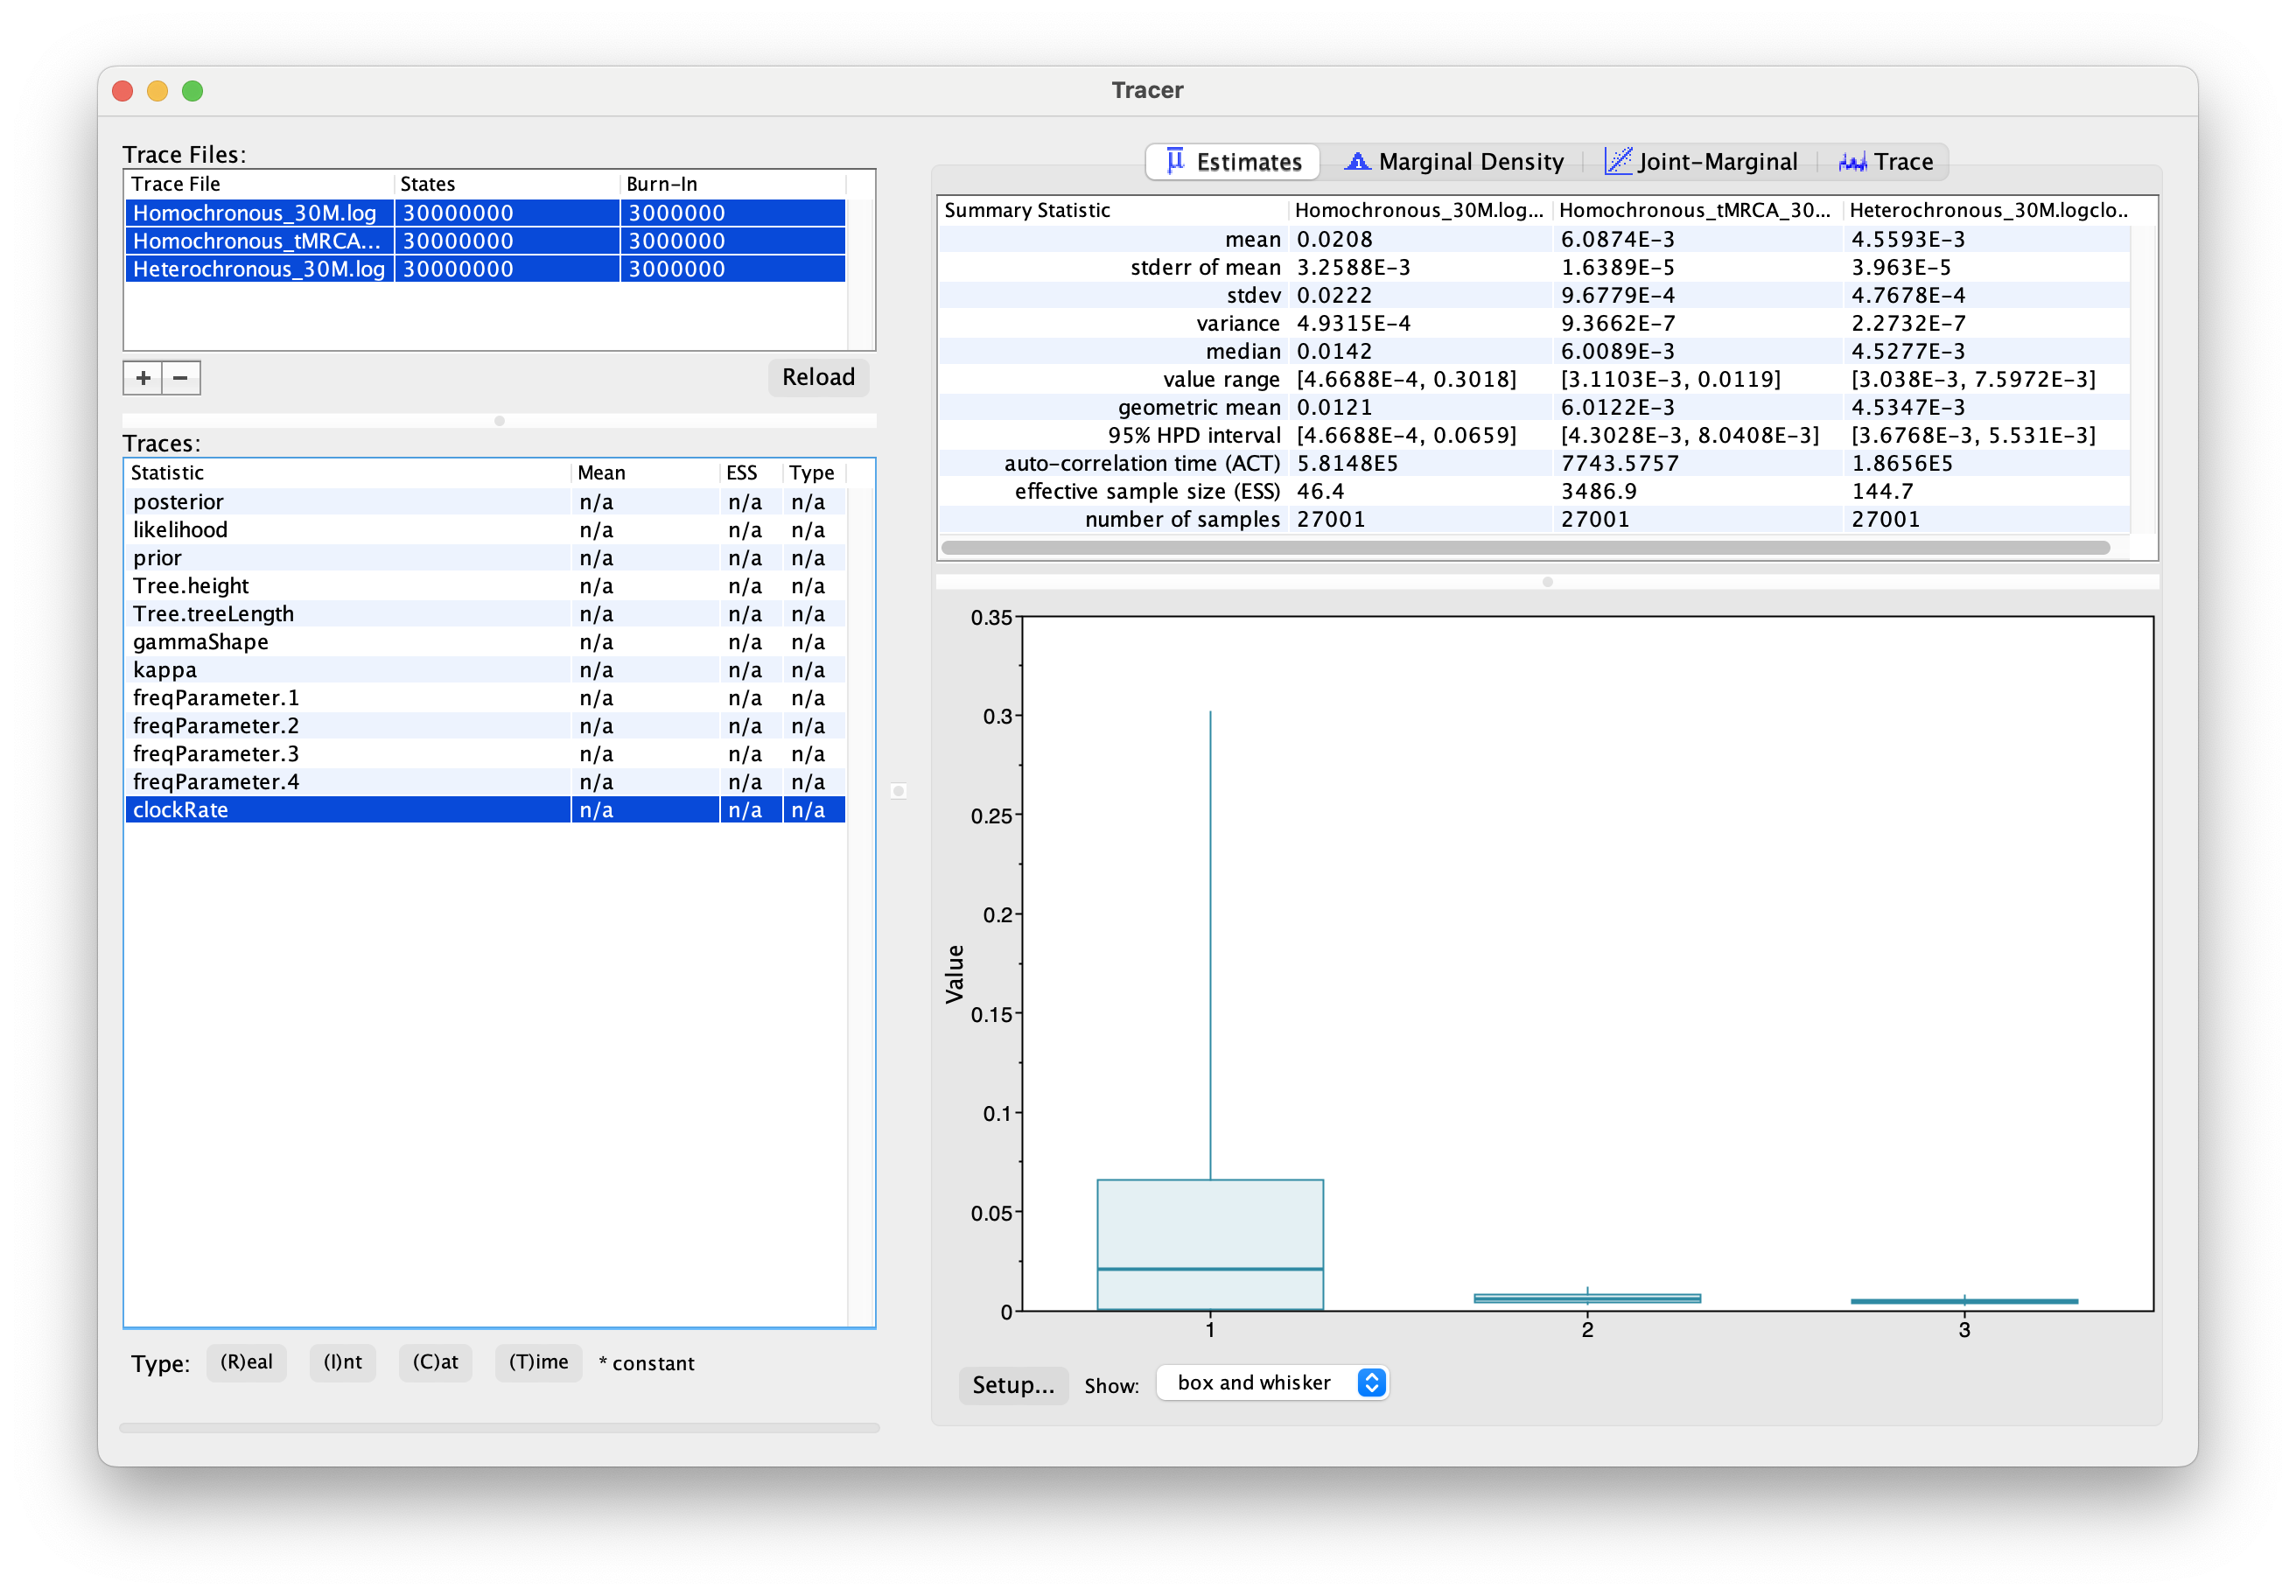 Tracer
Trace Files:
Trace File States Burn-In
Homochronous_30M.log 30000000 3000000
Homochronous_tMRCA... 30000000 3000000
Heterochronous_30M.log 30000000 3000000
+ − Reload
Traces:
Statistic Mean ESS Type
posterior n/a n/a n/a
likelihood n/a n/a n/a
prior n/a n/a n/a
Tree.height n/a n/a n/a
Tree.treeLength n/a n/a n/a
gammaShape n/a n/a n/a
kappa n/a n/a n/a
freqParameter.1 n/a n/a n/a
freqParameter.2 n/a n/a n/a
freqParameter.3 n/a n/a n/a
freqParameter.4 n/a n/a n/a
clockRate n/a n/a n/a
Type: (R)eal (I)nt (C)at (T)ime * constant
Estimates Marginal Density Joint-Marginal Trace
Summary Statistic Homochronous_30M.log... Homochronous_tMRCA_30... Heterochronous_30M.logclo..
mean 0.0208 6.0874E-3 4.5593E-3
stderr of mean 3.2588E-3 1.6389E-5 3.963E-5
stdev 0.0222 9.6779E-4 4.7678E-4
variance 4.9315E-4 9.3662E-7 2.2732E-7
median 0.0142 6.0089E-3 4.5277E-3
value range [4.6688E-4, 0.3018] [3.1103E-3, 0.0119] [3.038E-3, 7.5972E-3]
geometric mean 0.0121 6.0122E-3 4.5347E-3
95% HPD interval [4.6688E-4, 0.0659] [4.3028E-3, 8.0408E-3] [3.6768E-3, 5.531E-3]
auto-correlation time (ACT) 5.8148E5 7743.5757 1.8656E5
effective sample size (ESS) 46.4 3486.9 144.7
number of samples 27001 27001 27001
0.35
0.3
0.25
0.2
Value
0.15
0.1
0.05
0
1 2 3
Setup... Show: box and whisker